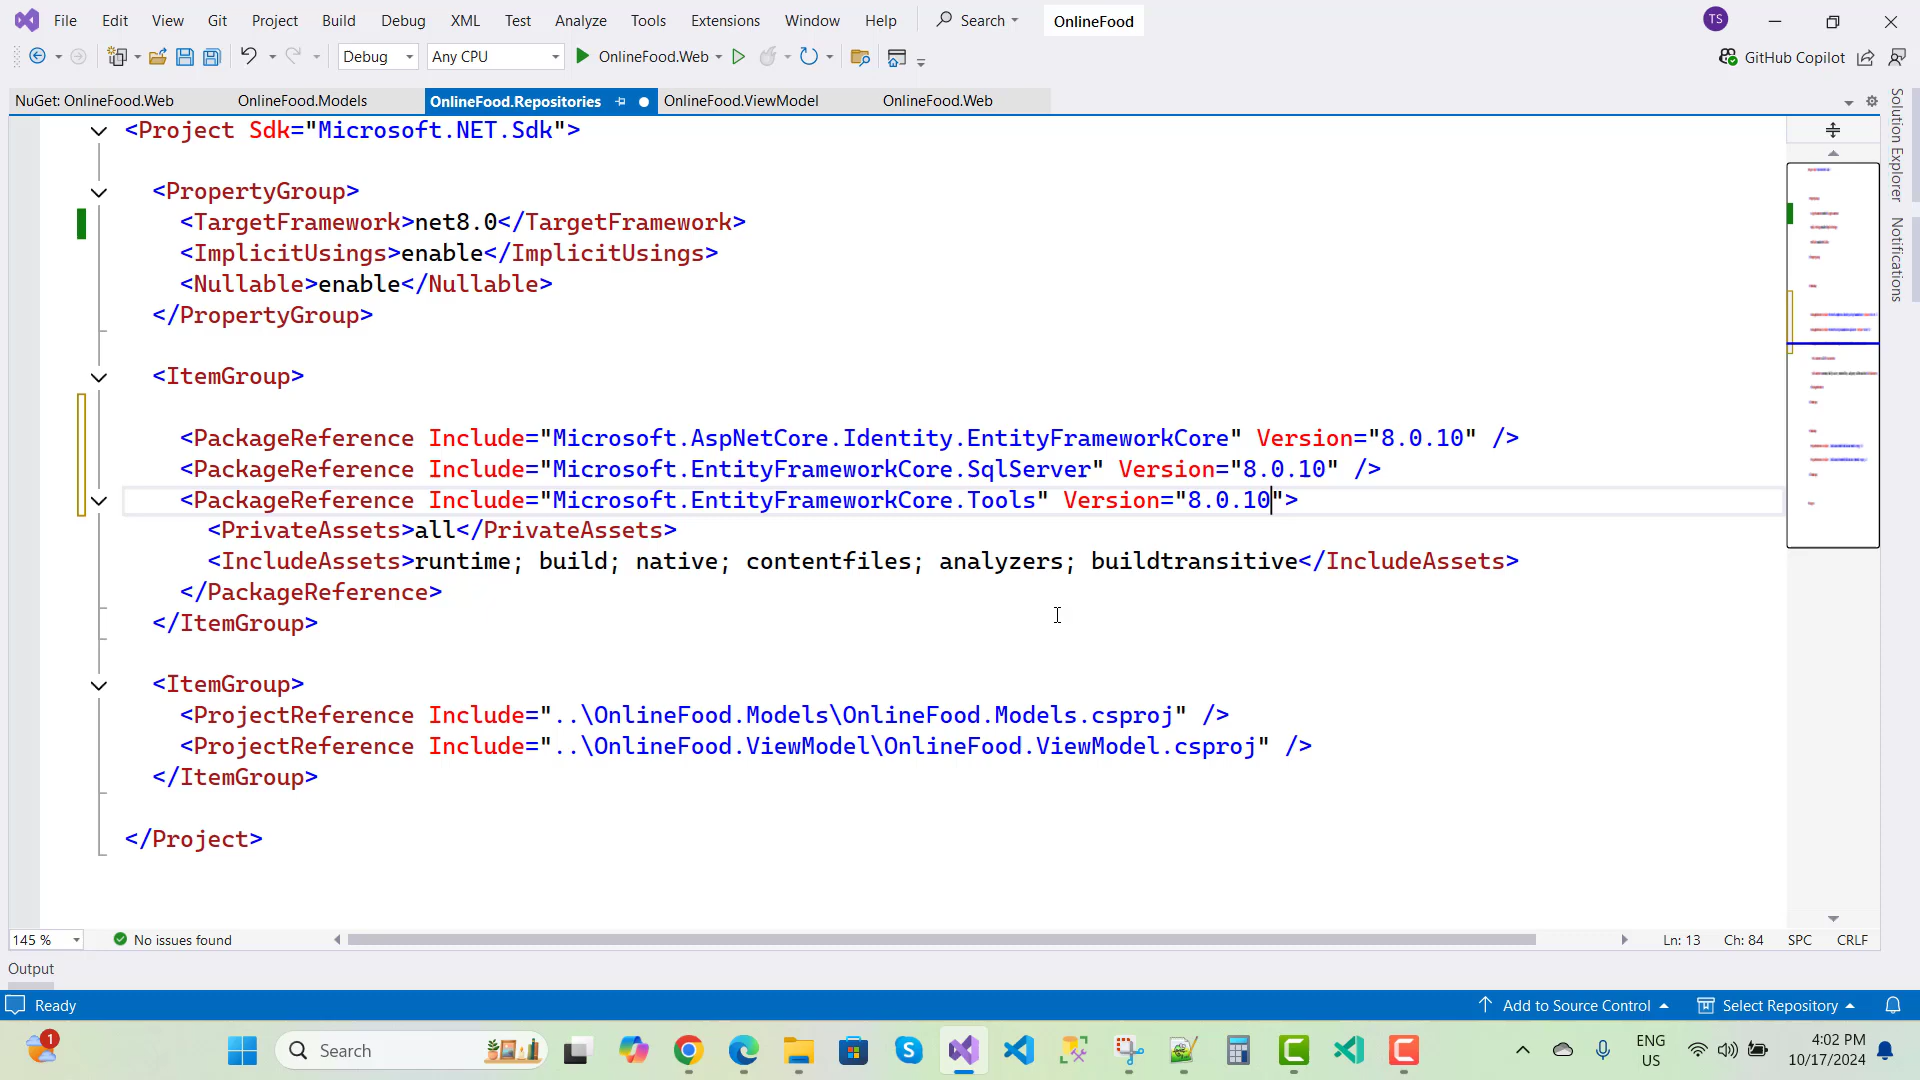 File Edit View Git Project Build Debug XML Test Analyze Tools Extensions Window Help Search OnlineFood TS
Debug Any CPU OnlineFood.Web GitHub Copilot
NuGet: OnlineFood.Web OnlineFood.Models OnlineFood.Repositories OnlineFood.ViewModel OnlineFood.Web
<Project Sdk="Microsoft.NET.Sdk">
<PropertyGroup>
<TargetFramework>net8.0</TargetFramework>
<ImplicitUsings>enable</ImplicitUsings>
<Nullable>enable</Nullable>
</PropertyGroup>
<ItemGroup>
<PackageReference Include="Microsoft.AspNetCore.Identity.EntityFrameworkCore" Version="8.0.10" />
<PackageReference Include="Microsoft.EntityFrameworkCore.SqlServer" Version="8.0.10" />
<PackageReference Include="Microsoft.EntityFrameworkCore.Tools" Version="8.0.10">
<PrivateAssets>all</PrivateAssets>
<IncludeAssets>runtime; build; native; contentfiles; analyzers; buildtransitive</IncludeAssets>
</PackageReference>
</ItemGroup>
<ItemGroup>
<ProjectReference Include="..\OnlineFood.Models\OnlineFood.Models.csproj" />
<ProjectReference Include="..\OnlineFood.ViewModel\OnlineFood.ViewModel.csproj" />
</ItemGroup>
</Project>
Solution Explorer
Notifications
145 % No issues found Ln: 13 Ch: 84 SPC CRLF
Output
Ready Add to Source Control Select Repository
1 Search ENG US 4:02 PM 10/17/2024